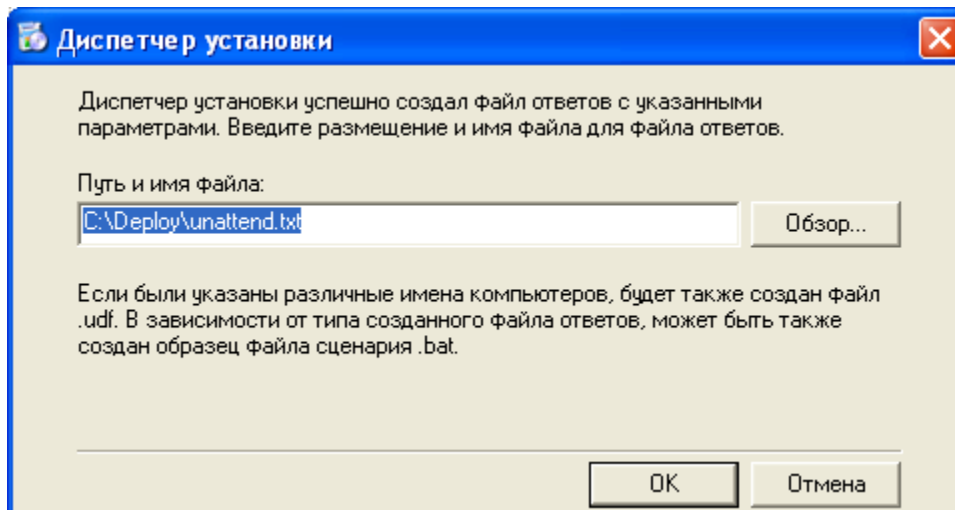 Диспетчер установки
Диспетчер установки успешно создал файл ответов с указанными
параметрами. Введите размещение и имя файла для файла ответов.
Путь и имя файла:
C:\Deploy\unattend.txt
Обзор...
Если были указаны различные имена компьютеров, будет также создан файл
.udf. В зависимости от типа созданного файла ответов, может быть также
создан образец файла сценария .bat.
OK
Отмена